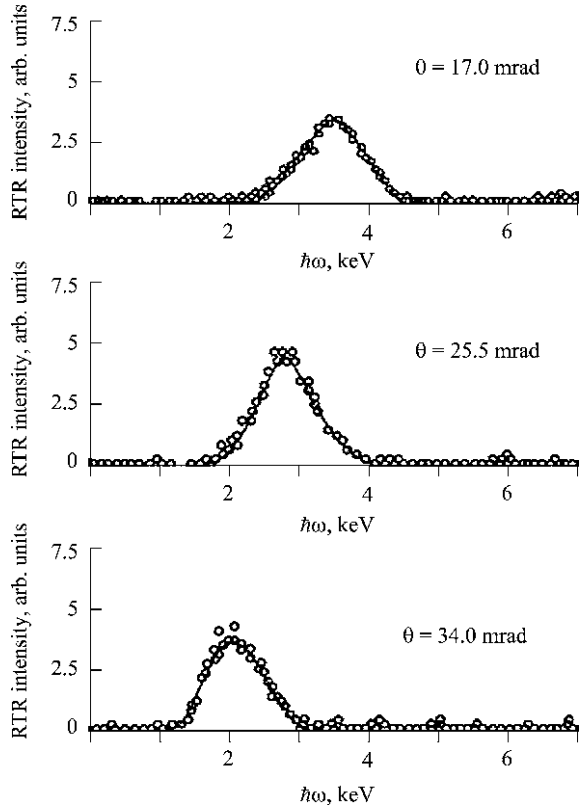 RTR intensity, arb. units
7.5
5
2.5
0
θ = 17.0 mrad
2
4
6
ħω, keV
RTR intensity, arb. units
7.5
5
2.5
0
θ = 25.5 mrad
2
4
6
ħω, keV
RTR intensity, arb. units
7.5
5
2.5
0
θ = 34.0 mrad
2
4
6
ħω, keV